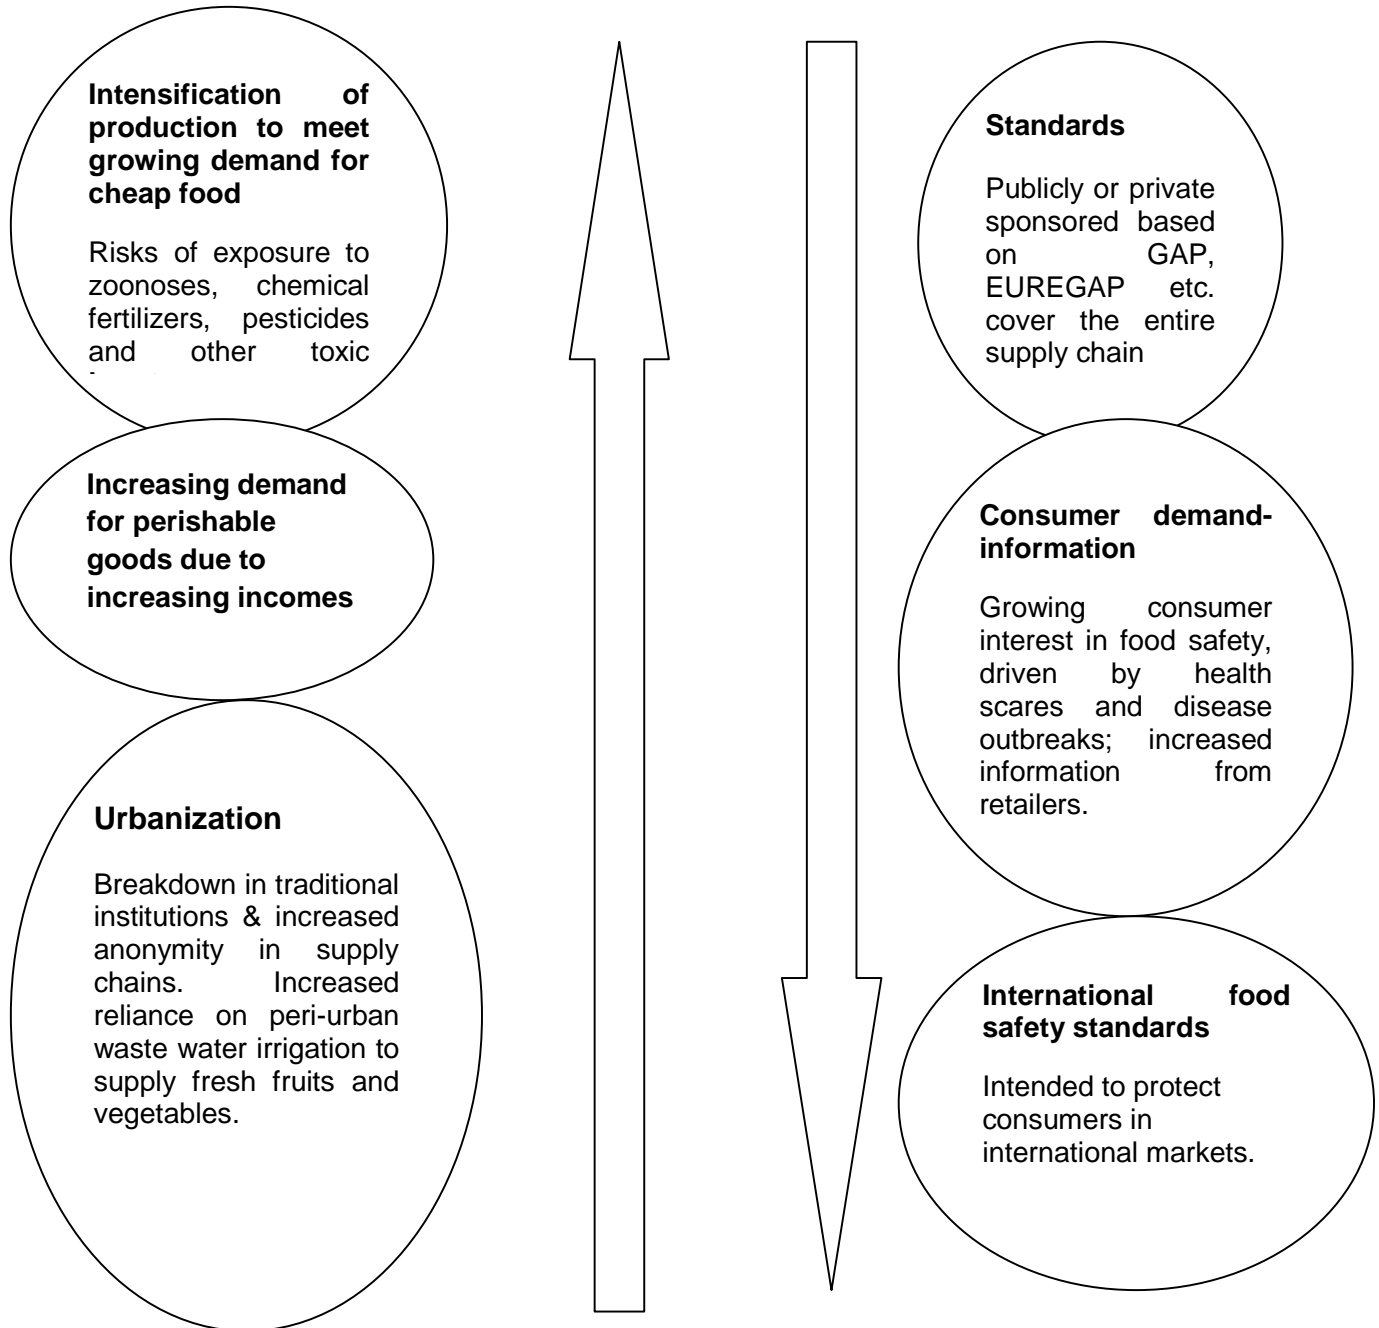 Intensification of
production to meet
growing demand for
cheap food
Risks of exposure to
zoonoses, chemical
fertilizers, pesticides
and other toxic
Increasing demand
for perishable
goods due to
increasing incomes
Urbanization
Breakdown in traditional
institutions & increased
anonymity in supply
chains. Increased
reliance on peri-urban
waste water irrigation to
supply fresh fruits and
vegetables.
Standards
Publicly or private
sponsored based
on GAP,
EUREGAP etc.
cover the entire
supply chain
Consumer demand-
information
Growing consumer
interest in food safety,
driven by health
scares and disease
outbreaks; increased
information from
retailers.
International food
safety standards
Intended to protect
consumers in
international markets.